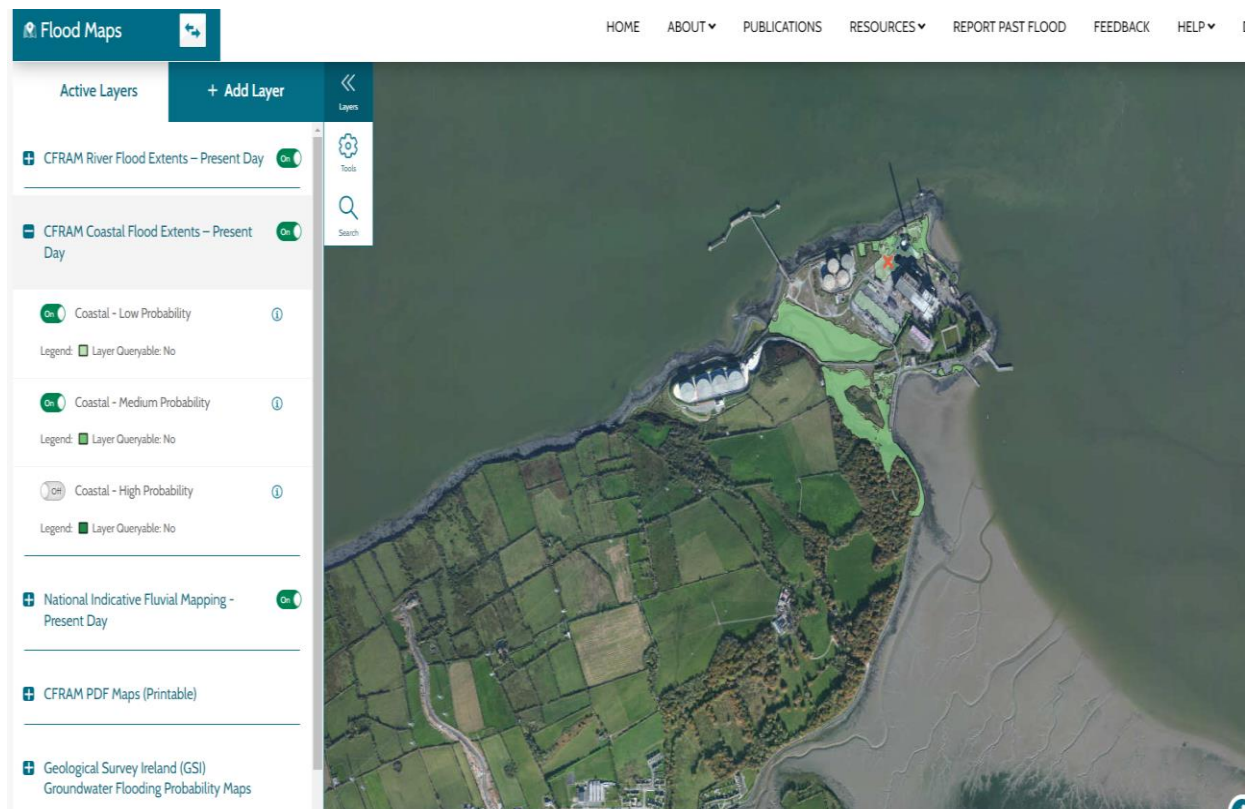 Flood Maps
HOME ABOUT PUBLICATIONS RESOURCES REPORT PAST FLOOD FEEDBACK HELP
Active Layers
+ Add Layer
Layers
Tools
Search
CFRAM River Flood Extents – Present Day
On
CFRAM Coastal Flood Extents – Present
Day
On
On
Coastal - Low Probability
Legend: Layer Queryable: No
On
Coastal - Medium Probability
Legend: Layer Queryable: No
Off
Coastal - High Probability
Legend: Layer Queryable: No
National Indicative Fluvial Mapping -
Present Day
On
CFRAM PDF Maps (Printable)
Geological Survey Ireland (GSI)
Groundwater Flooding Probability Maps